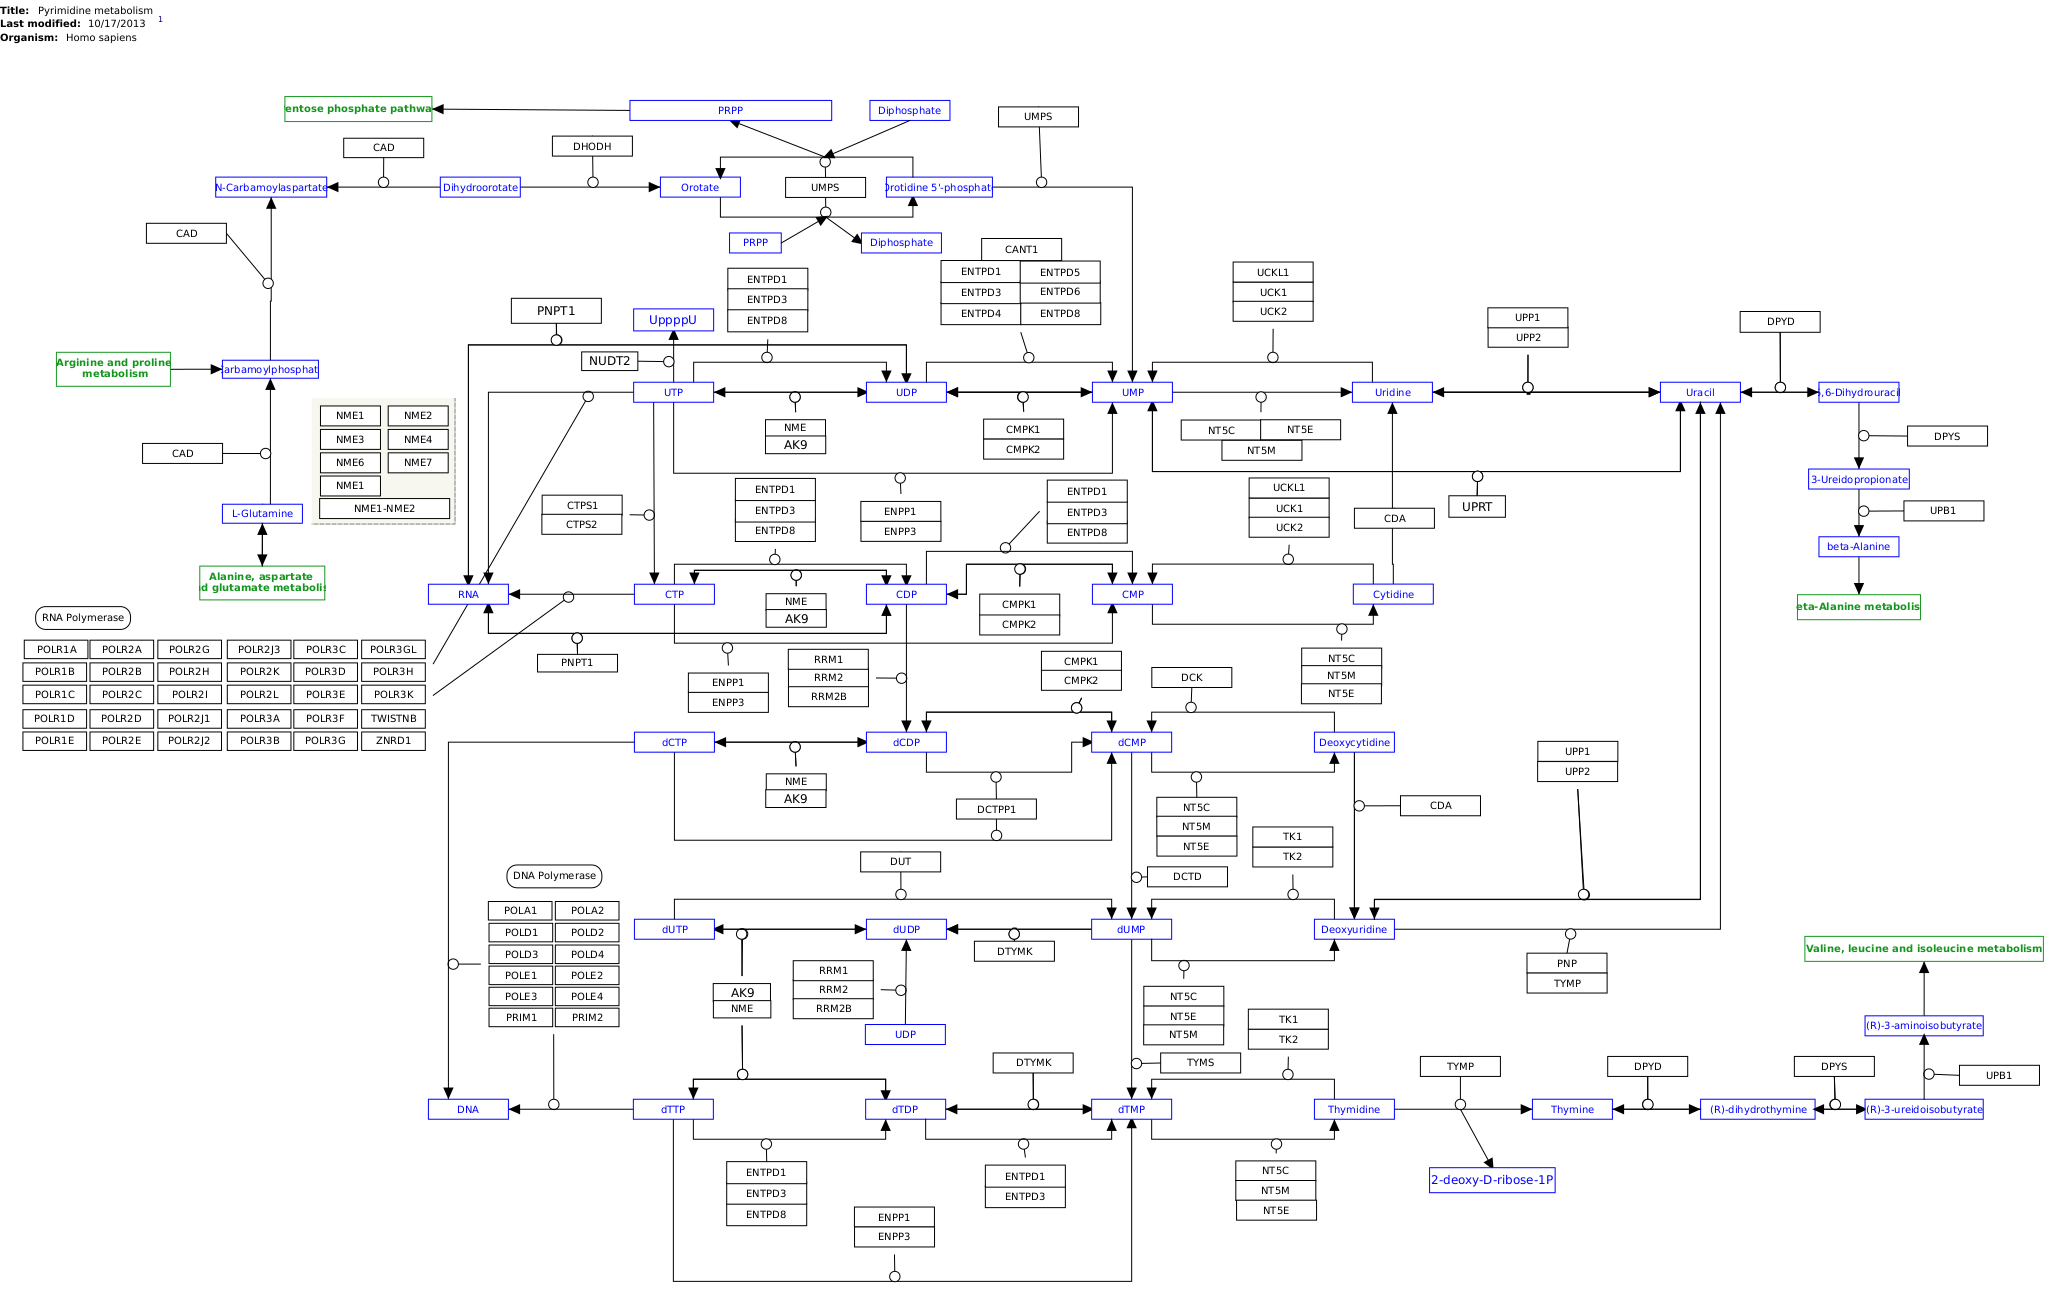 Title: Pyrimidine metabolism
Last modified: 10/17/2013 1
Organism: Homo sapiens
entose phosphate pathwa
PRPP
Diphosphate
UMPS
CAD
DHODH
N-Carbamoylaspartate
Dihydroorotate
Orotate
UMPS
Orotidine 5'-phosphat
CAD
PRPP
Diphosphate
CANT1
ENTPD1
ENTPD5
ENTPD3
ENTPD6
ENTPD4
ENTPD8
ENTPD1
ENTPD3
ENTPD8
UCKL1
UCK1
UCK2
PNPT1
UppppU
NUDT2
UPP1
UPP2
DPYD
Arginine and proline
metabolism
arbamoylphosphat
UTP
UDP
UMP
Uridine
Uracil
,6-Dihydrouraci
NME1
NME2
NME3
NME4
NME6
NME7
NME1
NME1-NME2
CAD
NME
AK9
CMPK1
CMPK2
NT5C
NT5E
NT5M
DPYS
3-Ureidopropionate
UPRT
UPB1
beta-Alanine
eta-Alanine metabolis
L-Glutamine
Alanine, aspartate
d glutamate metabolis
CTPS1
CTPS2
ENTPD1
ENTPD3
ENTPD8
ENPP1
ENPP3
ENTPD1
ENTPD3
ENTPD8
UCKL1
UCK1
UCK2
CDA
RNA
CTP
CDP
CMP
Cytidine
NME
AK9
CMPK1
CMPK2
RNA Polymerase
POLR1A
POLR2A
POLR2G
POLR2J3
POLR3C
POLR3GL
POLR1B
POLR2B
POLR2H
POLR2K
POLR3D
POLR3H
POLR1C
POLR2C
POLR2I
POLR2L
POLR3E
POLR3K
POLR1D
POLR2D
POLR2J1
POLR3A
POLR3F
TWISTNB
POLR1E
POLR2E
POLR2J2
POLR3B
POLR3G
ZNRD1
PNPT1
ENPP1
ENPP3
RRM1
RRM2
RRM2B
CMPK1
CMPK2
DCK
NT5C
NT5M
NT5E
dCTP
dCDP
dCMP
Deoxycytidine
NME
AK9
DCTPP1
NT5C
NT5M
NT5E
UPP1
UPP2
CDA
TK1
TK2
DUT
DCTD
DNA Polymerase
POLA1
POLA2
POLD1
POLD2
POLD3
POLD4
POLE1
POLE2
POLE3
POLE4
PRIM1
PRIM2
dUTP
dUDP
dUMP
Deoxyuridine
DTYMK
AK9
NME
RRM1
RRM2
RRM2B
UDP
NT5C
NT5E
NT5M
PNP
TYMP
Valine, leucine and isoleucine metabolism
(R)-3-aminoisobutyrate
TK1
TK2
DTYMK
TYMS
TYMP
DPYD
DPYS
UPB1
DNA
dTTP
dTDP
dTMP
Thymidine
Thymine
(R)-dihydrothymine
(R)-3-ureidoisobutyrate
ENTPD1
ENTPD3
ENTPD8
ENTPD1
ENTPD3
NT5C
NT5M
NT5E
2-deoxy-D-ribose-1P
ENPP1
ENPP3